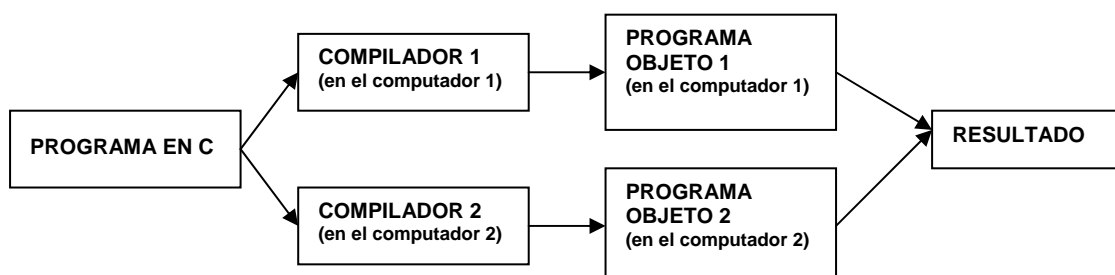 PROGRAMA EN C
COMPILADOR 1
(en el computador 1)
PROGRAMA
OBJETO 1
(en el computador 1)
COMPILADOR 2
(en el computador 2)
PROGRAMA
OBJETO 2
(en el computador 2)
RESULTADO